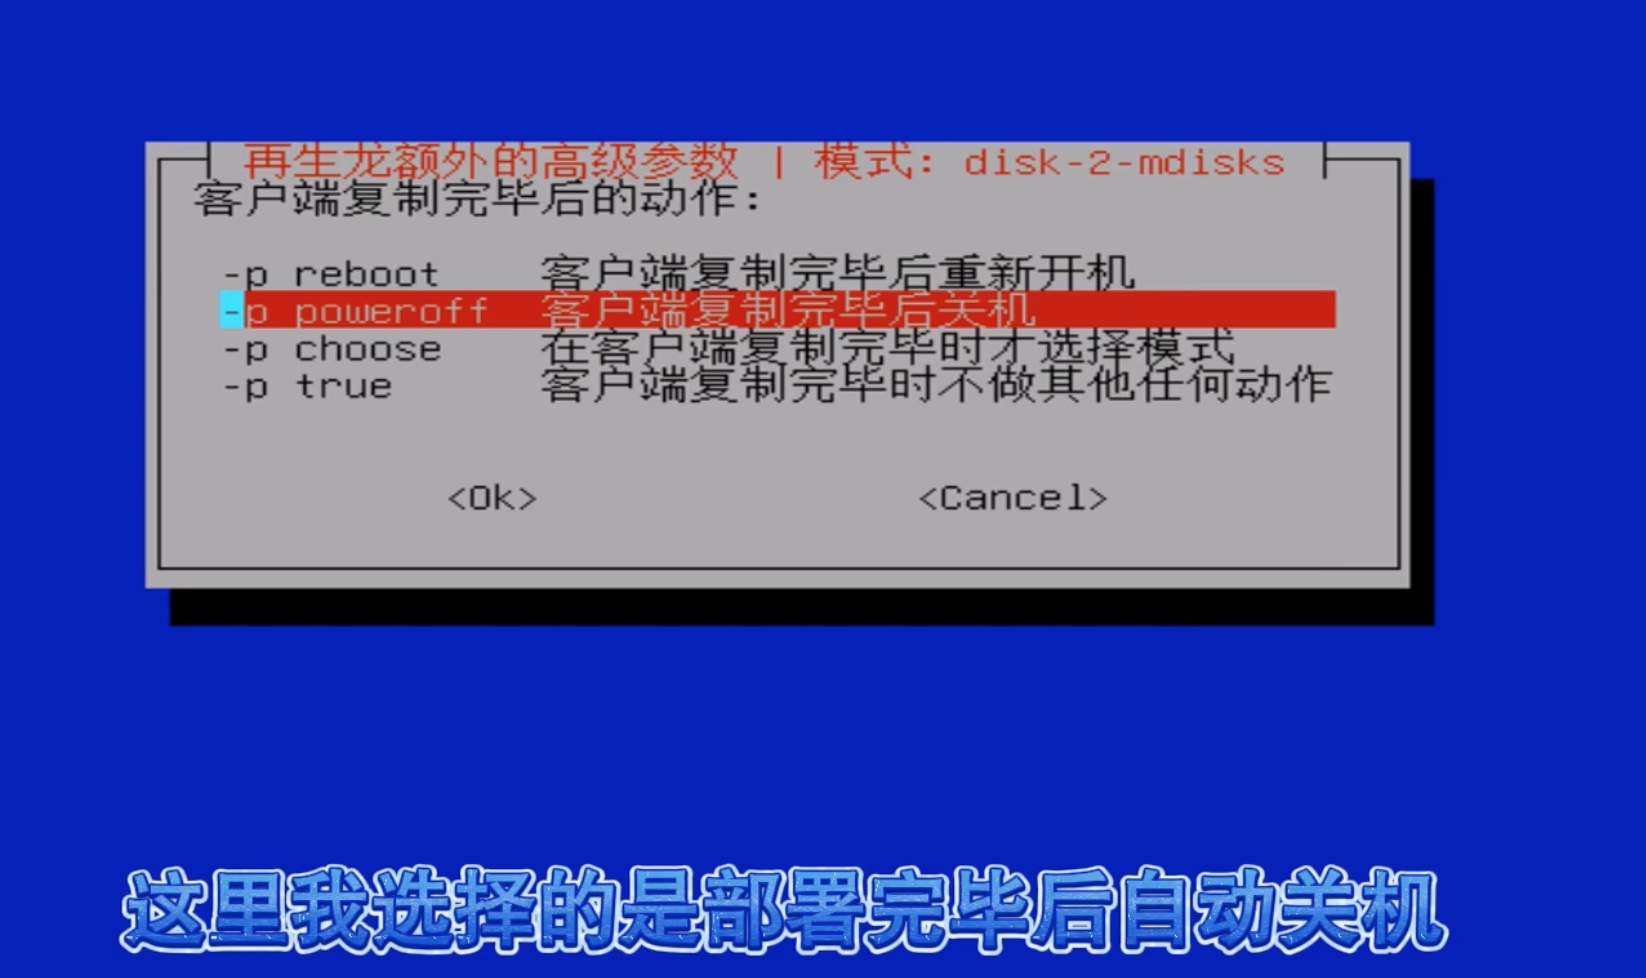 再生龙额外的高级参数 | 模式: disk-2-mdisks
客户端复制完毕后的动作:
-p reboot 客户端复制完毕后重新开机
-p poweroff 客户端复制完毕后关机
-p choose 在客户端复制完毕时才选择模式
-p true 客户端复制完毕时不做其他任何动作
<Ok> <Cancel>
这里我选择的是部署完毕后自动关机